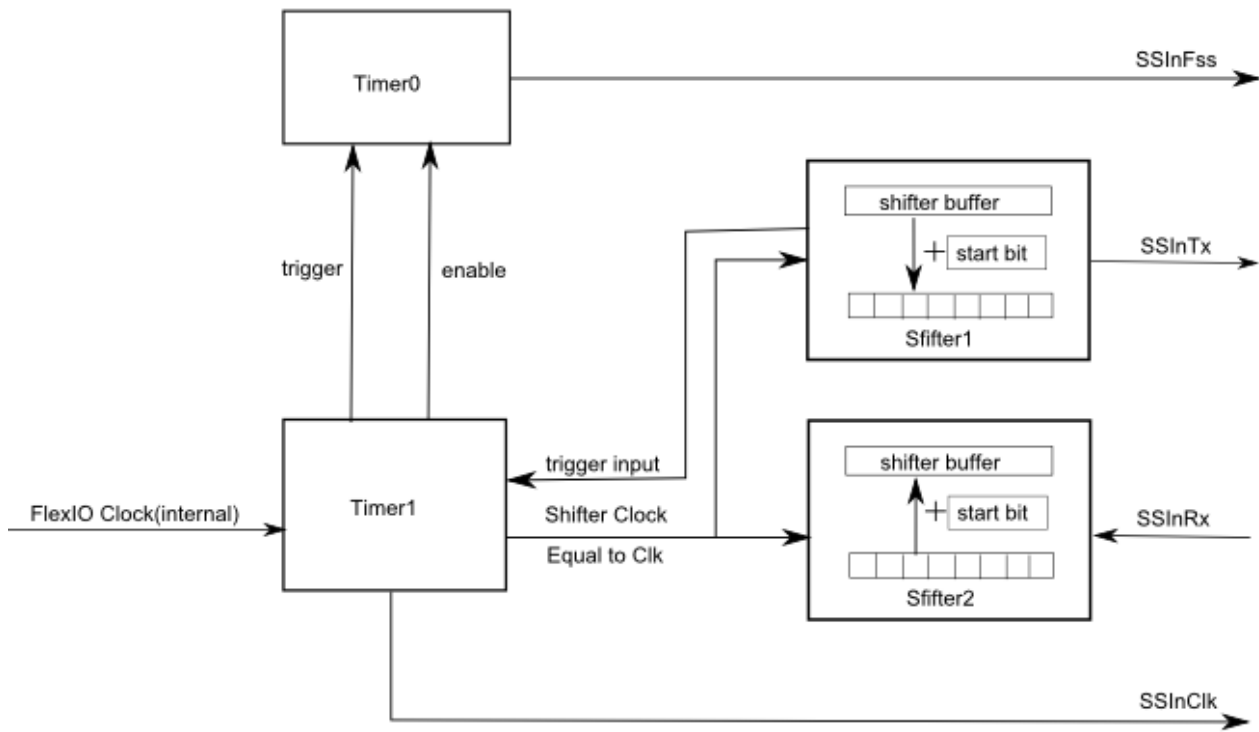 SSInFss
Timer0
shifter buffer
trigger
enable
start bit
SSInTx
Sfifter1
trigger input
shifter buffer
FlexIO Clock(internal)
Timer1
Shifter Clock
start bit
SSInRx
Equal to Clk
Sfifter2
SSInClk